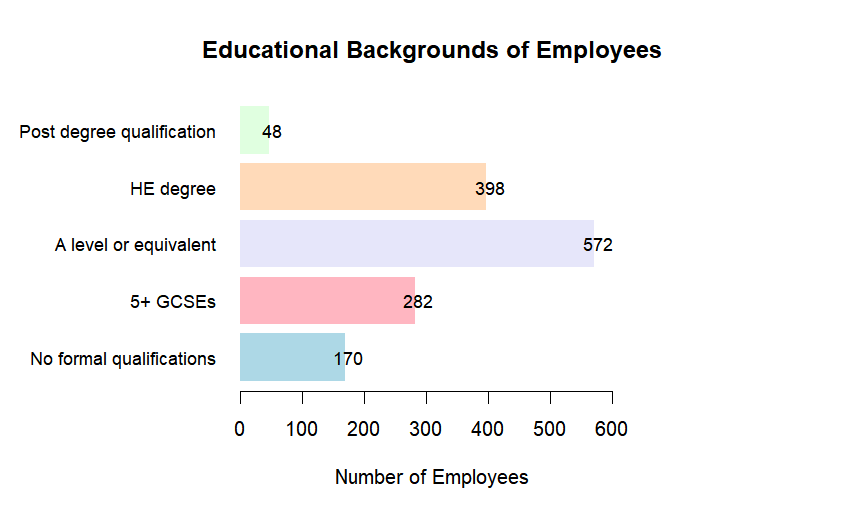 Educational Backgrounds of Employees
Post degree qualification 48
HE degree 398
A level or equivalent 572
5+ GCSEs 282
No formal qualifications 170
0 100 200 300 400 500 600
Number of Employees